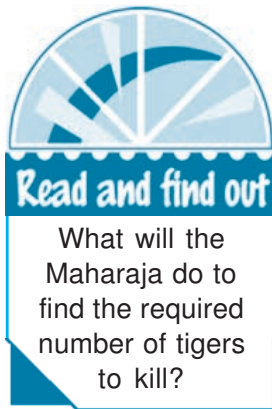 Read and find out
What will the
Maharaja do to
find the required
number of tigers
to kill?